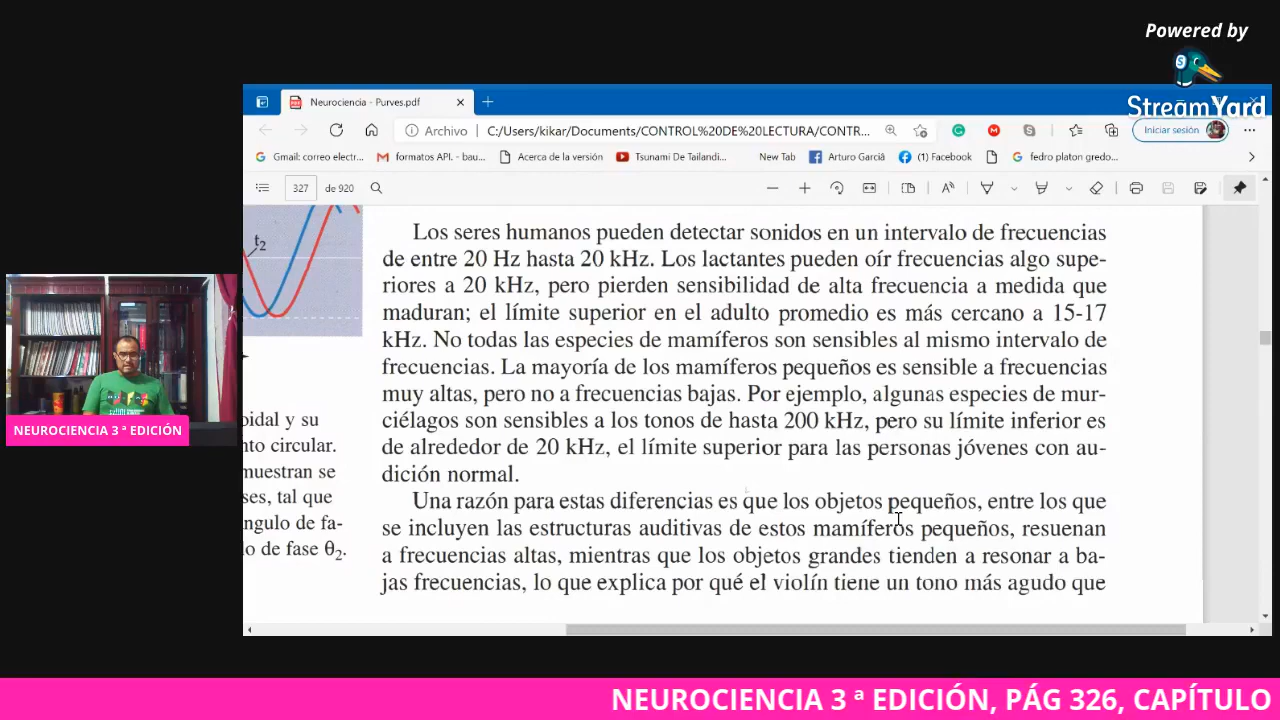 Powered by
StreamYard
Neurociencia - Purves.pdf
Archivo
C:/Users/kikar/Documents/CONTROL%20DE%20LECTURA/CONTR...
Iniciar sesión
Gmail: correo electr...
formatos API. - bau...
Acerca de la versión
Tsunami De Tailandi...
New Tab
Arturo Garciâ
(1) Facebook
fedro platon gredo...
327
de 920
t2
Los seres humanos pueden detectar sonidos en un intervalo de frecuencias
de entre 20 Hz hasta 20 kHz. Los lactantes pueden oír frecuencias algo supe-
riores a 20 kHz, pero pierden sensibilidad de alta frecuencia a medida que
maduran; el límite superior en el adulto promedio es más cercano a 15-17
kHz. No todas las especies de mamíferos son sensibles al mismo intervalo de
frecuencias. La mayoría de los mamíferos pequeños es sensible a frecuencias
muy altas, pero no a frecuencias bajas. Por ejemplo, algunas especies de mur-
ciélagos son sensibles a los tonos de hasta 200 kHz, pero su límite inferior es
de alrededor de 20 kHz, el límite superior para las personas jóvenes con au-
dición normal.
Una razón para estas diferencias es que los objetos pequeños, entre los que
se incluyen las estructuras auditivas de estos mamíferos pequeños, resuenan
a frecuencias altas, mientras que los objetos grandes tienden a resonar a ba-
jas frecuencias, lo que explica por qué el violín tiene un tono más agudo que
oidal y su
nto circular.
muestran se
ses, tal que
ngulo de fa-
lo de fase θ2.
NEUROCIENCIA 3 ª EDICIÓN
NEUROCIENCIA 3 ª EDICIÓN, PÁG 326, CAPÍTULO